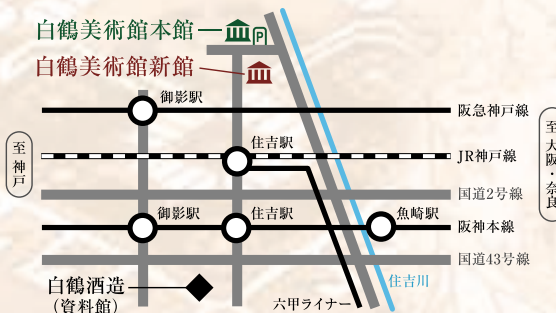 白鶴美術館本館
P
白鶴美術館新館
御影駅
阪急神戸線
至神戸
至大阪・奈良
住吉駅
JR神戸線
国道2号線
御影駅
住吉駅
魚崎駅
阪神本線
国道43号線
白鶴酒造
(資料館)
住吉川
六甲ライナー